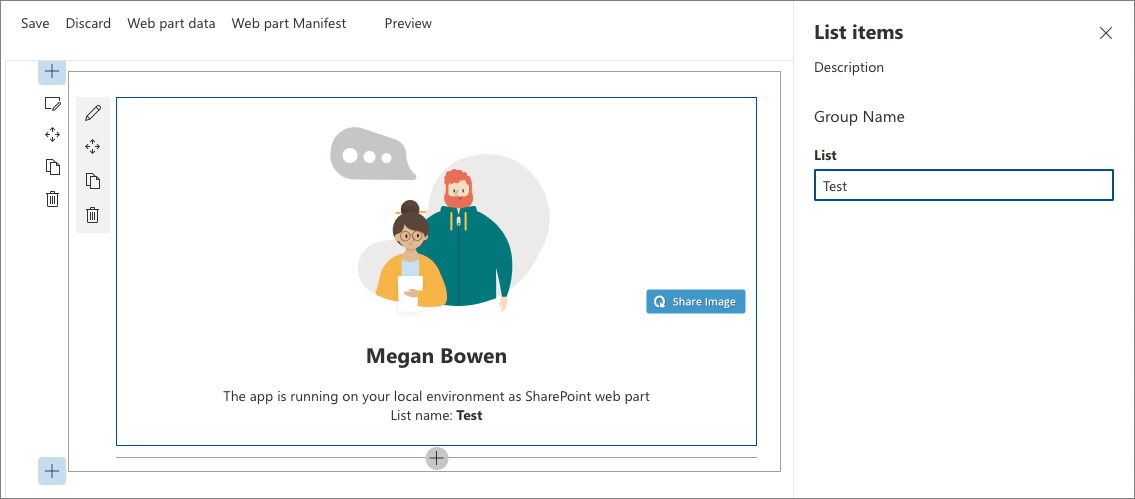 Save Discard Web part data Web part Manifest Preview
Share Image
Megan Bowen
The app is running on your local environment as SharePoint web part
List name: Test
List items
Description
Group Name
List
Test